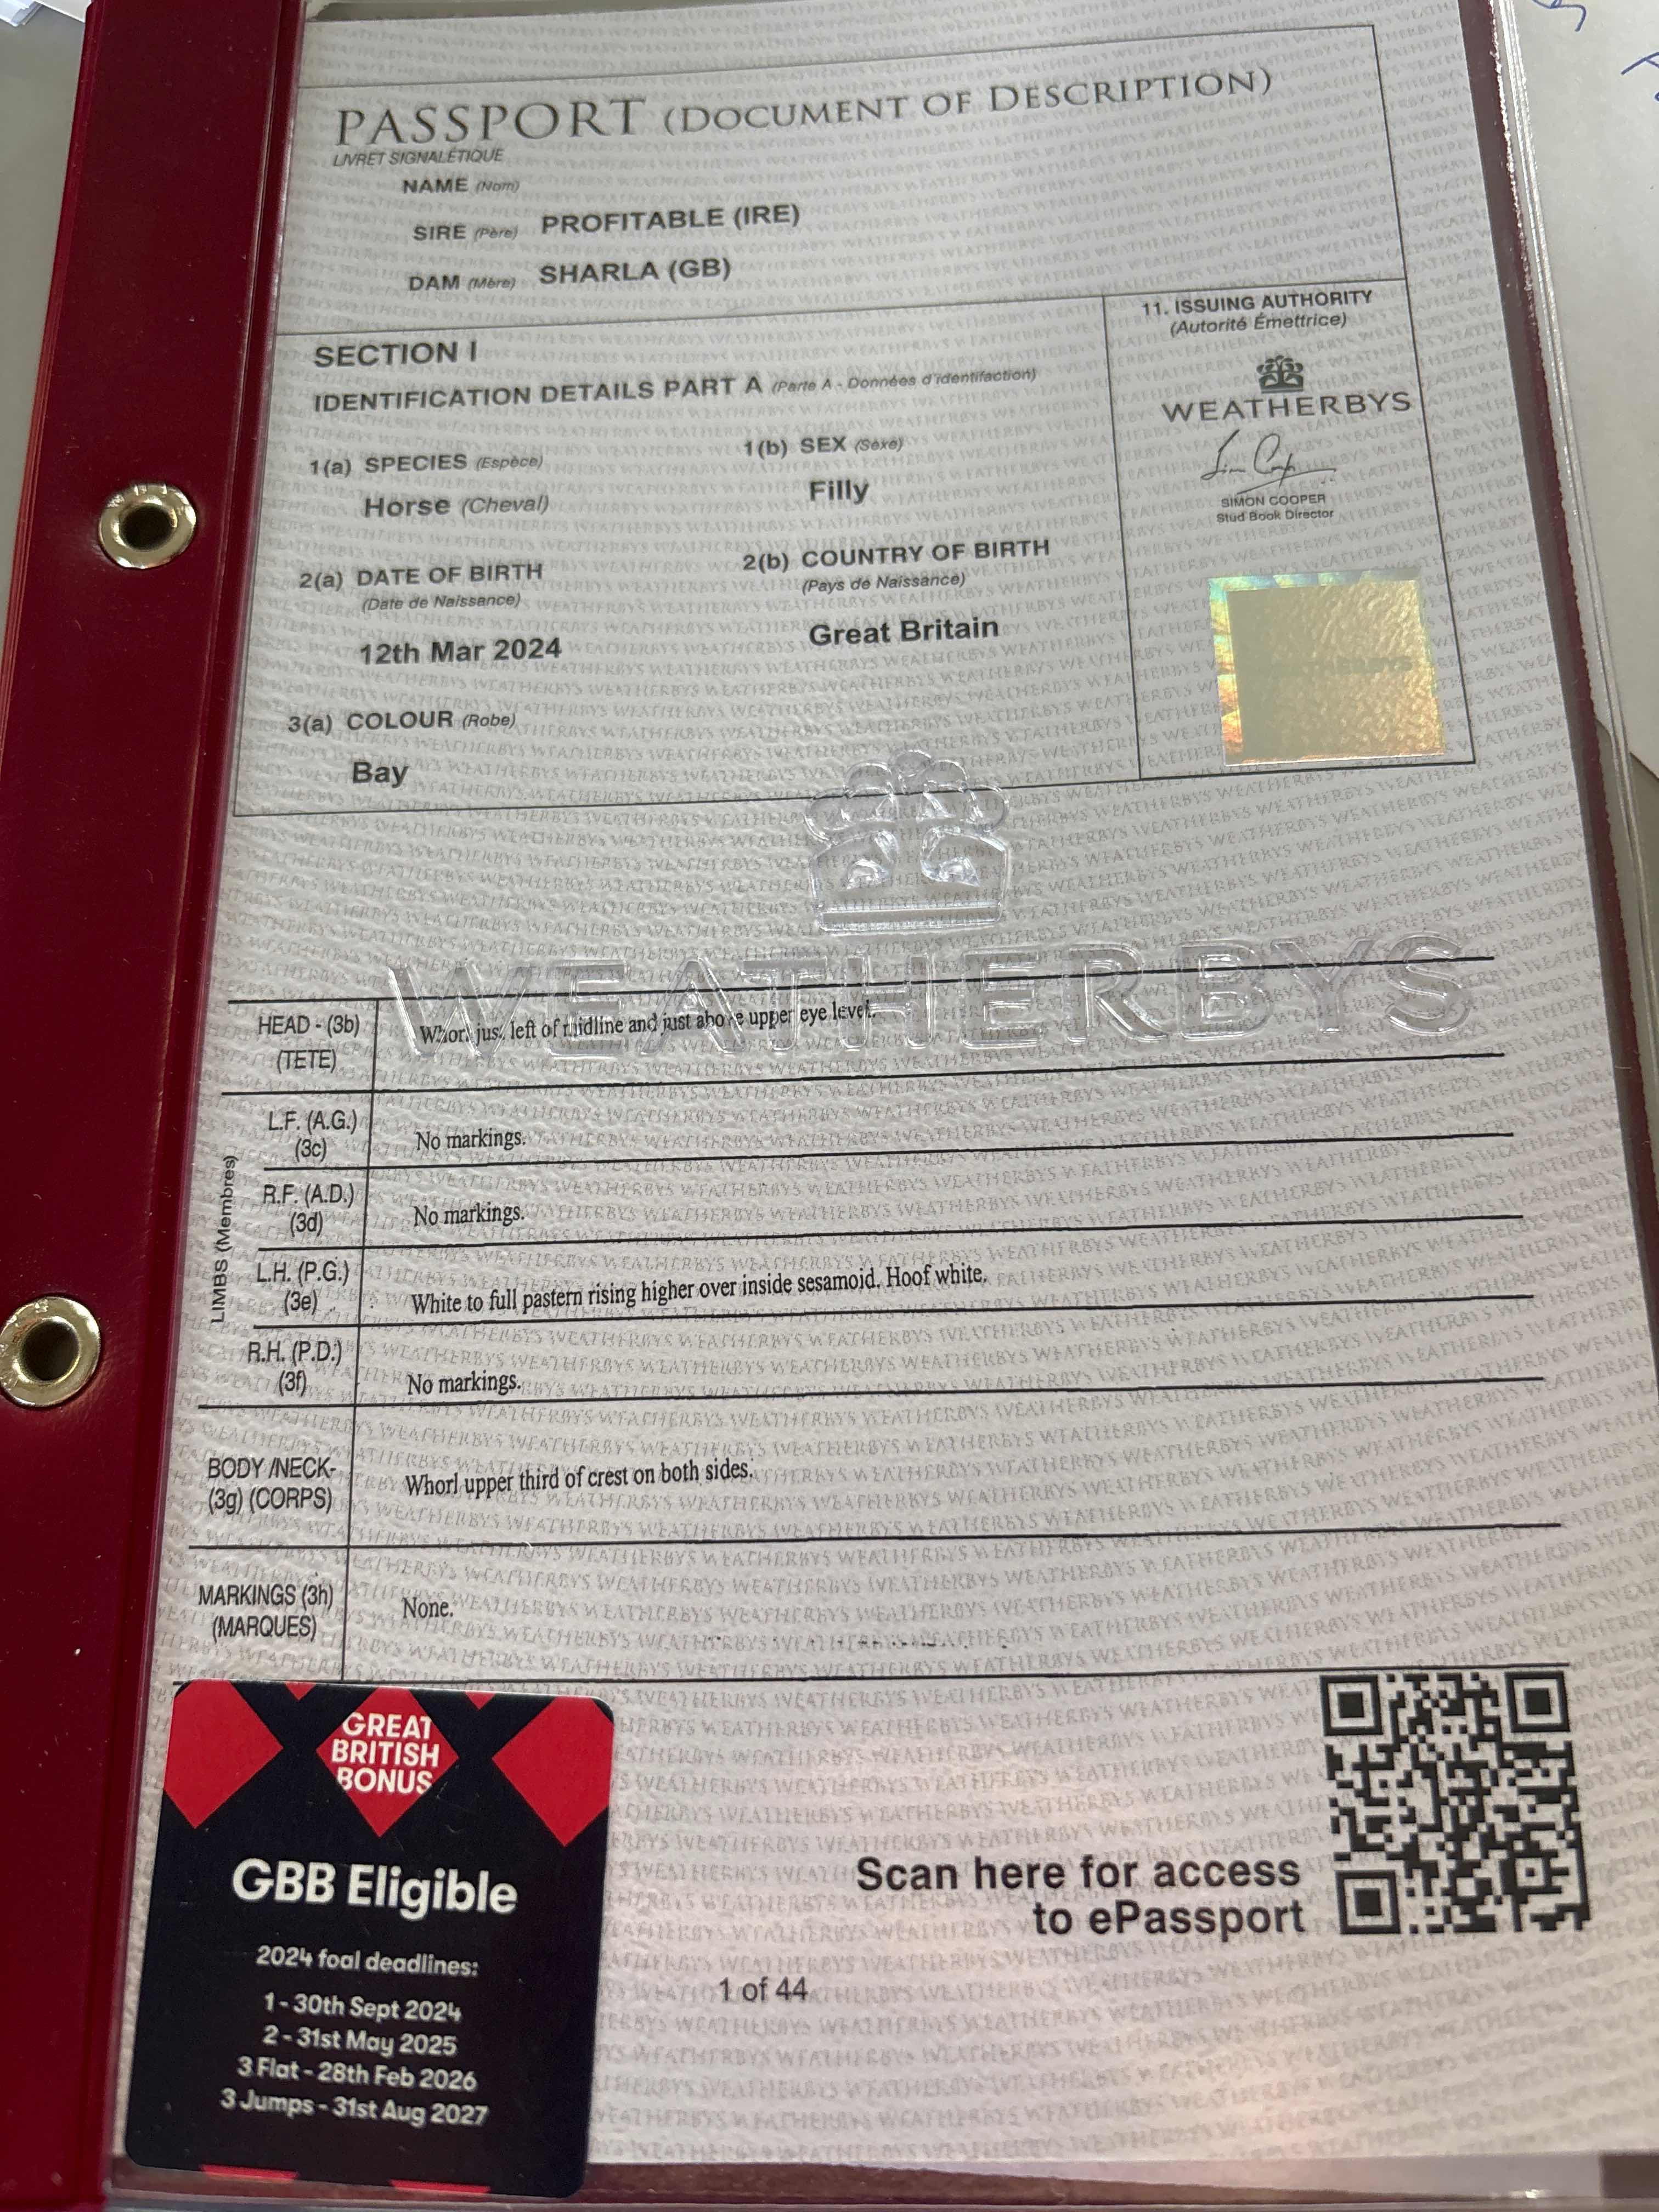 PASSPORT (DOCUMENT OF DESCRIPTION)
LIVRET SIGNALÉTIQUE
NAME (Nom)
SIRE (Père) PROFITABLE (IRE)
DAM (Mère) SHARLA (GB)
SECTION I
IDENTIFICATION DETAILS PART A (Parte A - Données d'identifaction)
1(a) SPECIES (Espèce)
Horse (Cheval)
1(b) SEX (Sexe)
Filly
2(a) DATE OF BIRTH
(Date de Naissance)
12th Mar 2024
2(b) COUNTRY OF BIRTH
(Pays de Naissance)
Great Britain
3(a) COLOUR (Robe)
Bay
11. ISSUING AUTHORITY
(Autorité Émettrice)
WEATHERBYS
SIMON COOPER
Stud Book Director
WEATHERBYS
WEATHERBYS
HEAD - (3b)
(TETE)
Whorl just left of midline and just above upper eye level.
LIMBS (Membres)
L.F. (A.G.)
(3c)
No markings.
R.F. (A.D.)
(3d)
No markings.
L.H. (P.G.)
(3e)
White to full pastern rising higher over inside sesamoid. Hoof white.
R.H. (P.D.)
(3f)
No markings.
BODY /NECK-
(3g) (CORPS)
Whorl upper third of crest on both sides.
MARKINGS (3h)
(MARQUES)
None.
GREAT
BRITISH
BONUS
GBB Eligible
2024 foal deadlines:
1 - 30th Sept 2024
2 - 31st May 2025
3 Flat - 28th Feb 2026
3 Jumps - 31st Aug 2027
Scan here for access
to ePassport
1 of 44